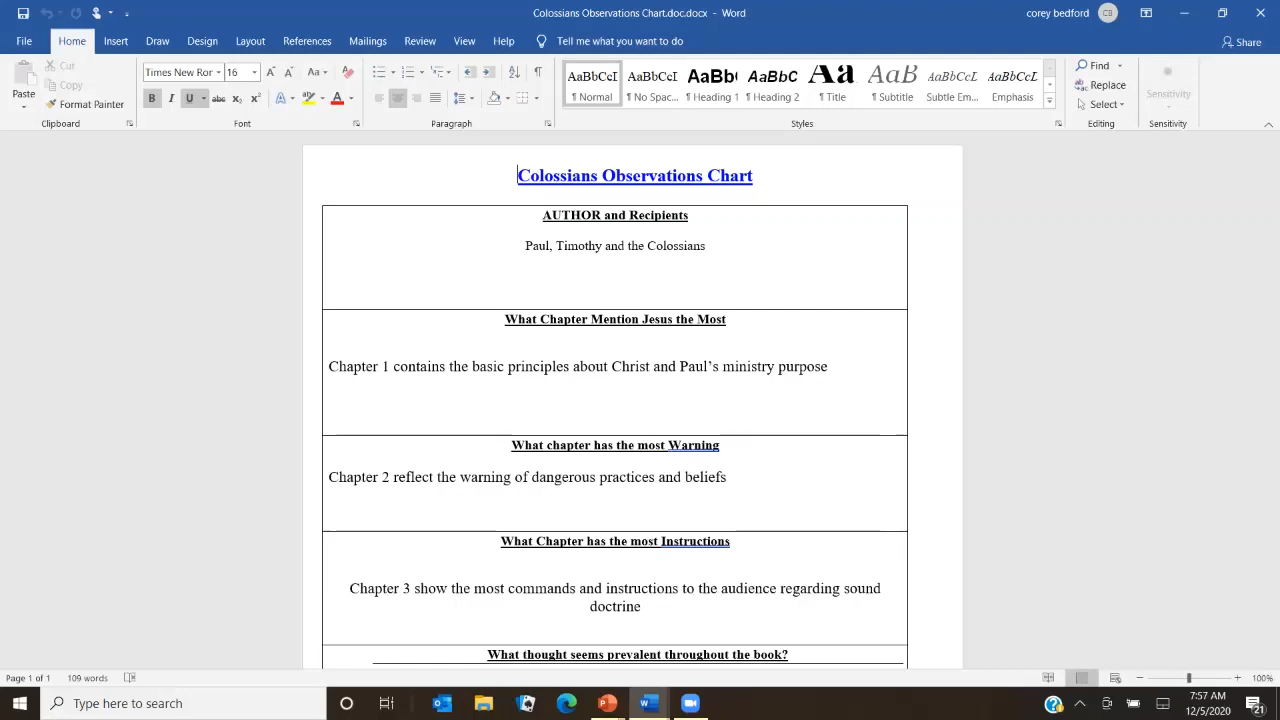 Colossians Observations Chart.docx.docx - Word
corey bedford
File Home Insert Draw Design Layout References Mailings Review View Help Tell me what you want to do Share
Paste
Cut
Copy
Format Painter
Clipboard
Times New Ror 16
B I U abc X₂ X²
Font
Paragraph
AaBbCcI AaBbCcI AaBb( AaBbC Aa AaB AaBbCcL AaBbCcL
¶ Normal ¶ No Spac... ¶ Heading 1 ¶ Heading 2 ¶ Title ¶ Subtitle Subtle Em... Emphasis
Styles
Find
Replace
Select
Editing
Sensitivity
Sensitivity
Colossians Observations Chart
AUTHOR and Recipients
Paul, Timothy and the Colossians
What Chapter Mention Jesus the Most
Chapter 1 contains the basic principles about Christ and Paul’s ministry purpose
What chapter has the most Warning
Chapter 2 reflect the warning of dangerous practices and beliefs
What Chapter has the most Instructions
Chapter 3 show the most commands and instructions to the audience regarding sound
doctrine
What thought seems prevalent throughout the book?
Page 1 of 1 109 words 100%
Type here to search
7:57 AM
12/5/2020
21